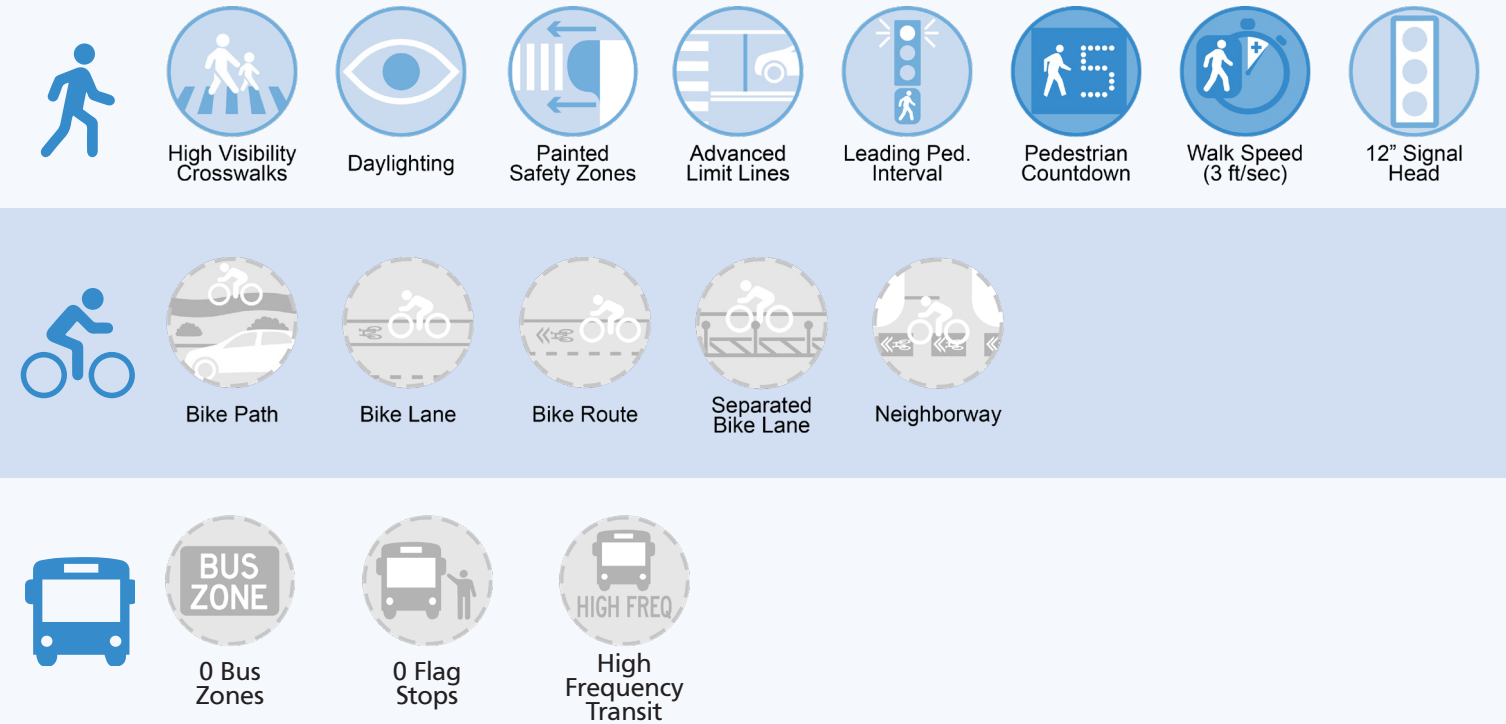 High Visibility
Crosswalks
Daylighting
Painted
Safety Zones
Advanced
Limit Lines
Leading Ped.
Interval
5
Pedestrian
Countdown
Walk Speed
(3 ft/sec)
12” Signal
Head
Bike Path
Bike Lane
Bike Route
Separated
Bike Lane
Neighborway
BUS
ZONE
0 Bus
Zones
0 Flag
Stops
HIGH FREQ
High
Frequency
Transit